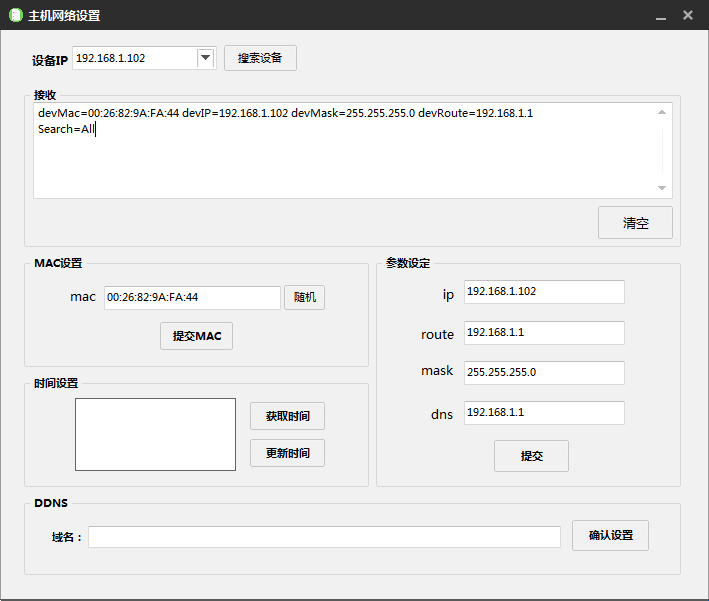 主机网络设置
设备IP 192.168.1.102 搜索设备
接收
devMac=00:26:82:9A:FA:44 devIP=192.168.1.102 devMask=255.255.255.0 devRoute=192.168.1.1
Search=All
清空
MAC设置
mac 00:26:82:9A:FA:44 随机
提交MAC
时间设置
获取时间
更新时间
参数设定
ip 192.168.1.102
route 192.168.1.1
mask 255.255.255.0
dns 192.168.1.1
提交
DDNS
域名： 确认设置